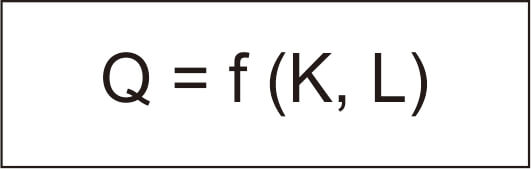 Q = f (K, L)